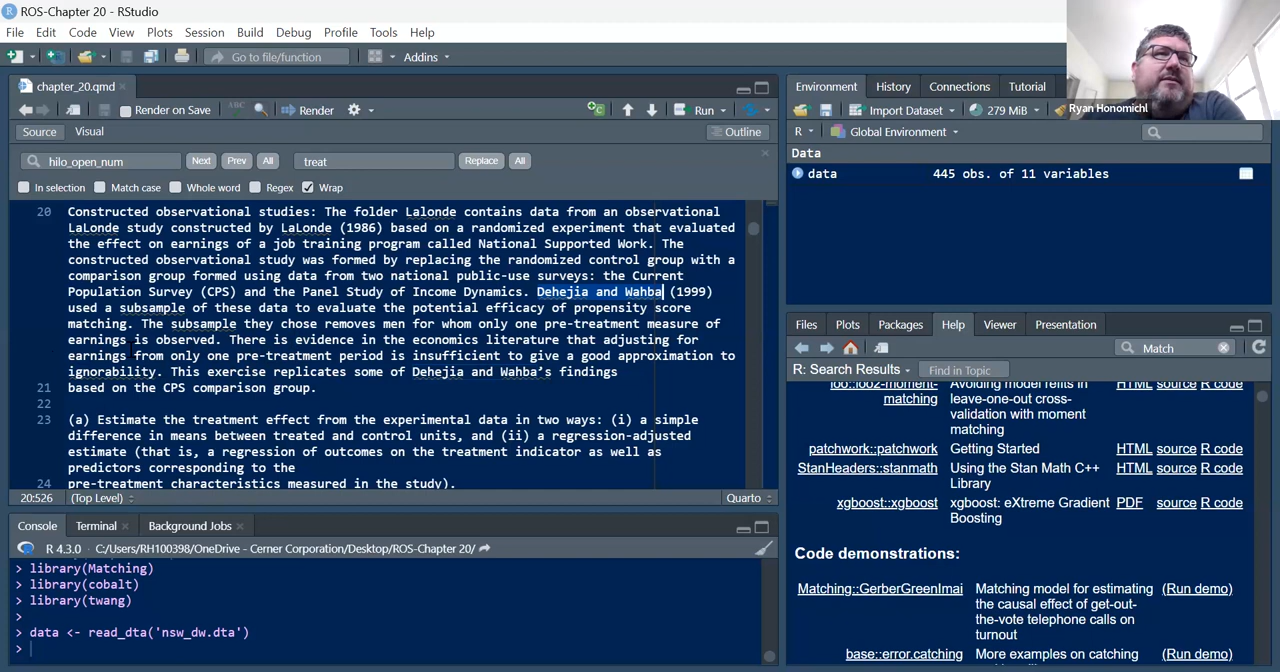 ROS-Chapter 20 - RStudio
File Edit Code View Plots Session Build Debug Profile Tools Help
Go to file/function
Addins
Ryan Honomichl
chapter_20.qmd
Render on Save
ABC
Render
Run
Source
Visual
Outline
hilo_open_num
Next
Prev
All
treat
Replace
All
In selection
Match case
Whole word
Regex
Wrap
20 Constructed observational studies: The folder Lalonde contains data from an observational
LaLonde study constructed by LaLonde (1986) based on a randomized experiment that evaluated
the effect on earnings of a job training program called National Supported Work. The
constructed observational study was formed by replacing the randomized control group with a
comparison group formed using data from two national public-use surveys: the Current
Population Survey (CPS) and the Panel Study of Income Dynamics. Dehejia and Wahba (1999)
used a subsample of these data to evaluate the potential efficacy of propensity score
matching. The subsample they chose removes men for whom only one pre-treatment measure of
earnings is observed. There is evidence in the economics literature that adjusting for
earnings from only one pre-treatment period is insufficient to give a good approximation to
ignorability. This exercise replicates some of Dehejia and Wahba's findings
21 based on the CPS comparison group.
22
23 (a) Estimate the treatment effect from the experimental data in two ways: (i) a simple
difference in means between treated and control units, and (ii) a regression-adjusted
estimate (that is, a regression of outcomes on the treatment indicator as well as
predictors corresponding to the
24 pre-treatment characteristics measured in the study).
20:526
(Top Level)
Quarto
Console
Terminal
Background Jobs
R 4.3.0 · C:/Users/RH100398/OneDrive - Cerner Corporation/Desktop/ROS-Chapter 20/
> library(Matching)
> library(cobalt)
> library(twang)
>
> data <- read_dta('nsw_dw.dta')
>
Environment
History
Connections
Tutorial
Import Dataset
279 MiB
R
Global Environment
Data
data
445 obs. of 11 variables
Files
Plots
Packages
Help
Viewer
Presentation
Match
R: Search Results
Find in Topic
loo::loo2-moment-matching
Avoiding model refits in leave-one-out cross-validation with moment matching
HTML source R code
patchwork::patchwork
Getting Started
HTML source R code
StanHeaders::stanmath
Using the Stan Math C++ Library
HTML source R code
xgboost::xgboost
xgboost: eXtreme Gradient Boosting
PDF source R code
Code demonstrations:
Matching::GerberGreenImai
Matching model for estimating the causal effect of get-out-the-vote telephone calls on turnout
(Run demo)
base::error.catching
More examples on catching
(Run demo)